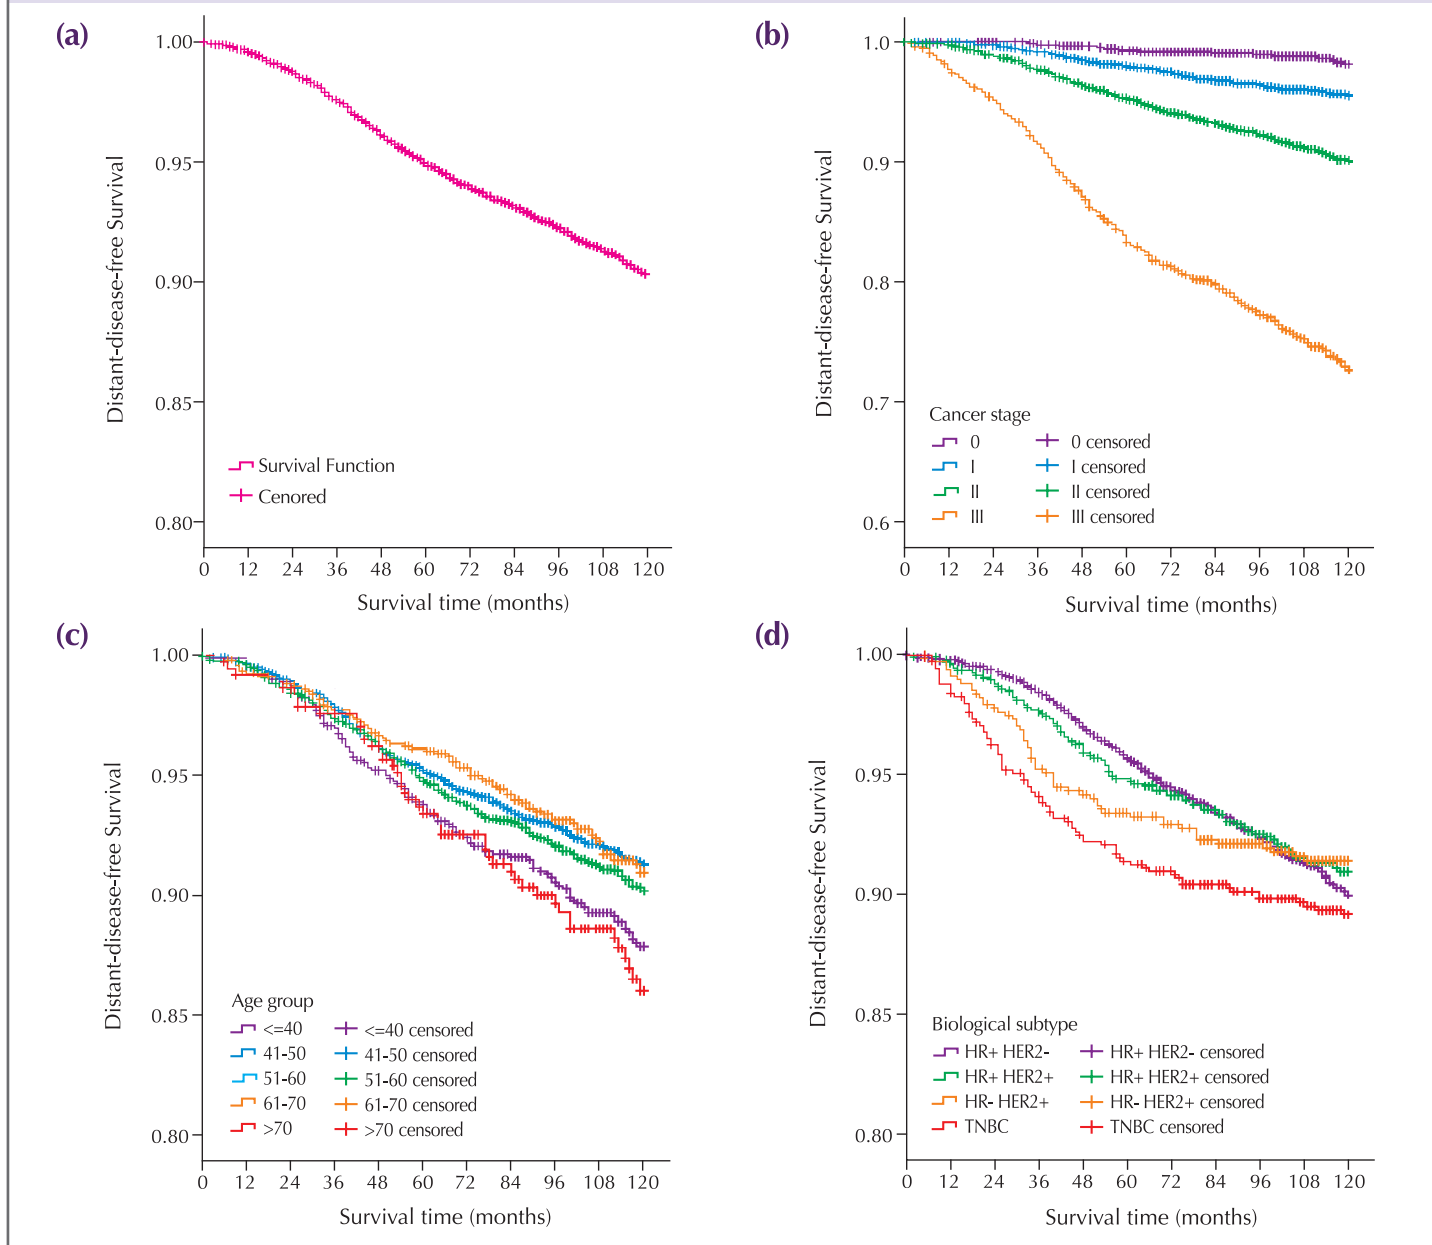 (a)
1.00
0.95
0.90
0.85
0.80
Distant-disease-free Survival
Survival Function
Cenored
0 12 24 36 48 60 72 84 96 108 120
Survival time (months)
(b)
1.0
0.9
0.8
0.7
0.6
Distant-disease-free Survival
Cancer stage
0 0 censored
I I censored
II II censored
III III censored
0 12 24 36 48 60 72 84 96 108 120
Survival time (months)
(c)
1.00
0.95
0.90
0.85
0.80
Distant-disease-free Survival
Age group
<=40 <=40 censored
41-50 41-50 censored
51-60 51-60 censored
61-70 61-70 censored
>70 >70 censored
0 12 24 36 48 60 72 84 96 108 120
Survival time (months)
(d)
1.00
0.95
0.90
0.85
0.80
Distant-disease-free Survival
Biological subtype
HR+ HER2- HR+ HER2- censored
HR+ HER2+ HR+ HER2+ censored
HR- HER2+ HR- HER2+ censored
TNBC TNBC censored
0 12 24 36 48 60 72 84 96 108 120
Survival time (months)